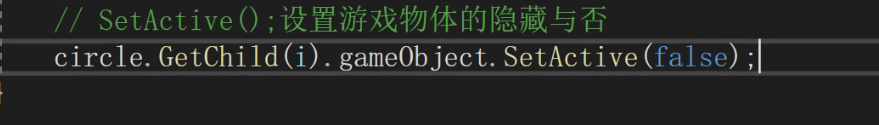 // SetActive();设置游戏物体的隐藏与否
circle.GetChild(i).gameObject.SetActive(false);